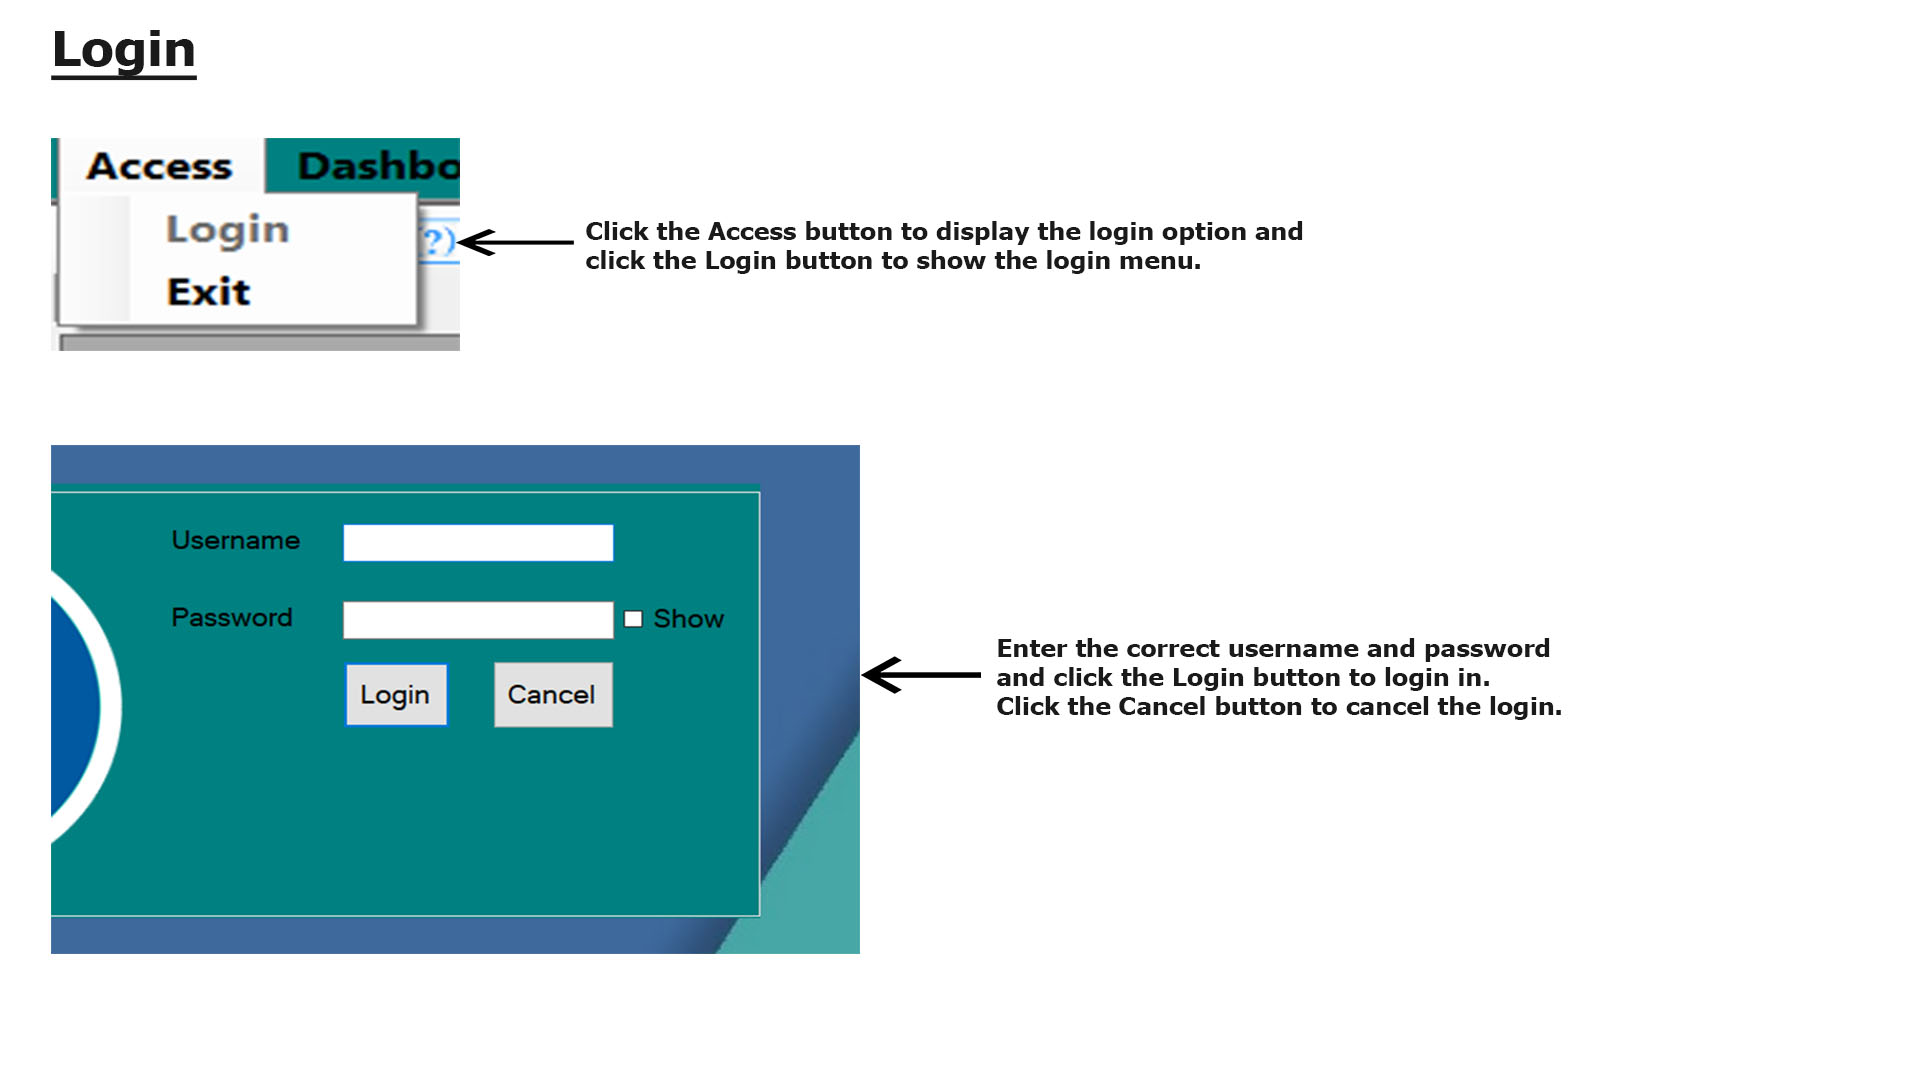 Login
Access Dashbo
Login
(?)
Exit
Click the Access button to display the login option and
click the Login button to show the login menu.
Username
Password
Show
Login Cancel
Enter the correct username and password
and click the Login button to login in.
Click the Cancel button to cancel the login.